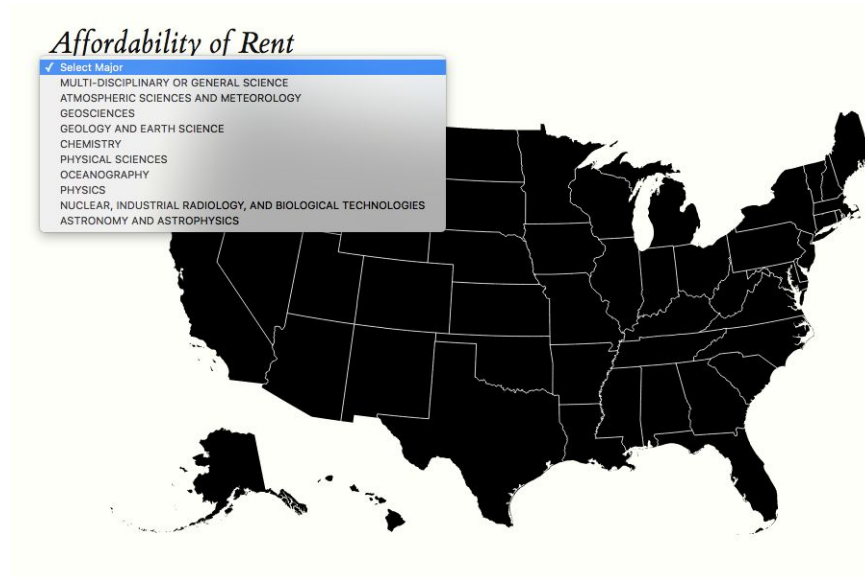 Affordability of Rent
✓ Select Major
MULTI-DISCIPLINARY OR GENERAL SCIENCE
ATMOSPHERIC SCIENCES AND METEOROLOGY
GEOSCIENCES
GEOLOGY AND EARTH SCIENCE
CHEMISTRY
PHYSICAL SCIENCES
OCEANOGRAPHY
PHYSICS
NUCLEAR, INDUSTRIAL RADIOLOGY, AND BIOLOGICAL TECHNOLOGIES
ASTRONOMY AND ASTROPHYSICS